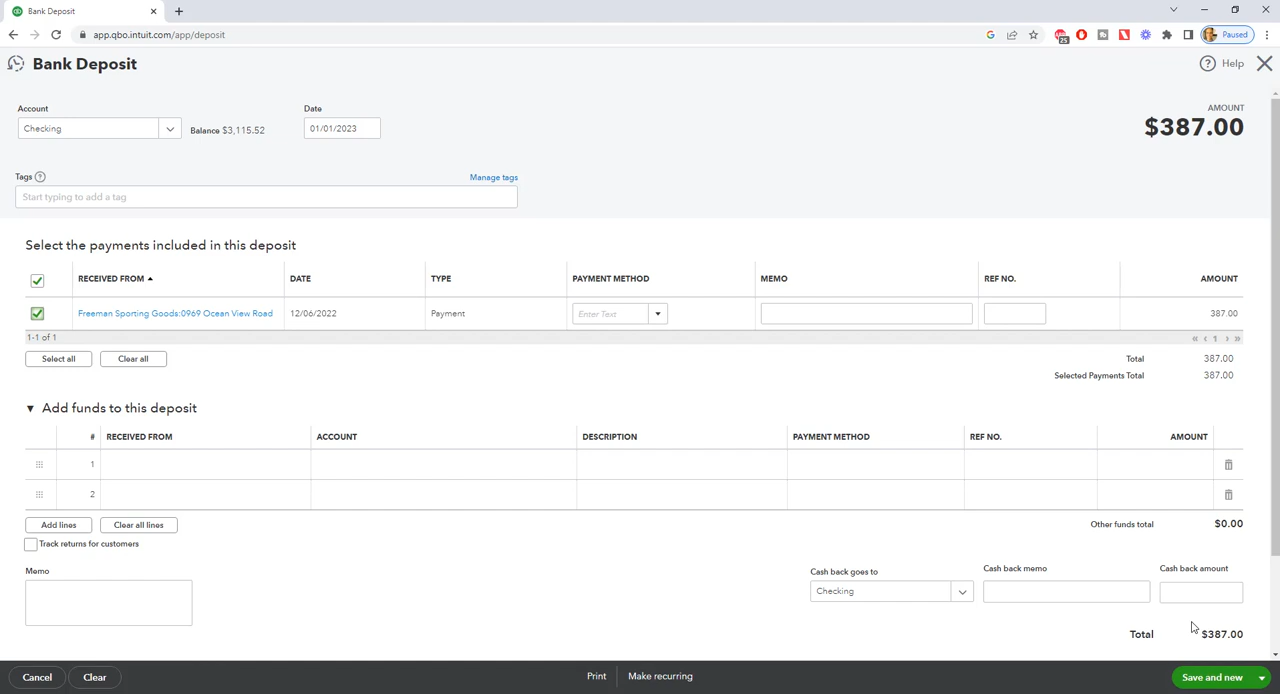 Bank Deposit
app.qbo.intuit.com/app/deposit
25
Paused
Bank Deposit
Help
Account
Date
AMOUNT
Checking
Balance $3,115.52
01/01/2023
$387.00
Tags
Manage tags
Start typing to add a tag
Select the payments included in this deposit
RECEIVED FROM
DATE
TYPE
PAYMENT METHOD
MEMO
REF NO.
AMOUNT
Freeman Sporting Goods:0969 Ocean View Road
12/06/2022
Payment
Enter Text
387.00
1-1 of 1
« ‹ 1 › »
Select all
Clear all
Total
387.00
Selected Payments Total
387.00
Add funds to this deposit
#
RECEIVED FROM
ACCOUNT
DESCRIPTION
PAYMENT METHOD
REF NO.
AMOUNT
1
2
Add lines
Clear all lines
Other funds total
$0.00
Track returns for customers
Memo
Cash back goes to
Cash back memo
Cash back amount
Checking
Total
$387.00
Cancel
Clear
Print
Make recurring
Save and new